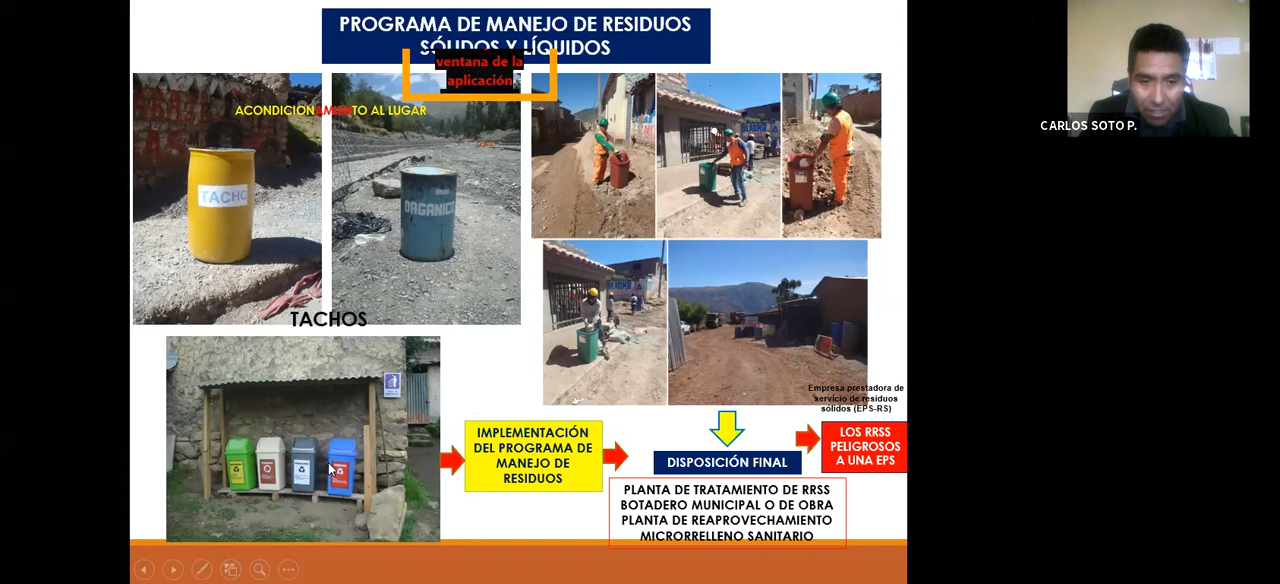 PROGRAMA DE MANEJO DE RESIDUOS
SÓLIDOS Y LÍQUIDOS
ventana de la
aplicación
ACONDICIONAMIENTO AL LUGAR
TACHO
ORGANICO
VLADIMIR
TACHOS
CARLOS SOTO P.
Empresa prestadora de
servicio de residuos
sólidos (EPS-RS)
IMPLEMENTACIÓN
DEL PROGRAMA DE
MANEJO DE
RESIDUOS
DISPOSICIÓN FINAL
LOS RRSS
PELIGROSOS
A UNA EPS
PLANTA DE TRATAMIENTO DE RRSS
BOTADERO MUNICIPAL O DE OBRA
PLANTA DE REAPROVECHAMIENTO
MICRORRELLENO SANITARIO